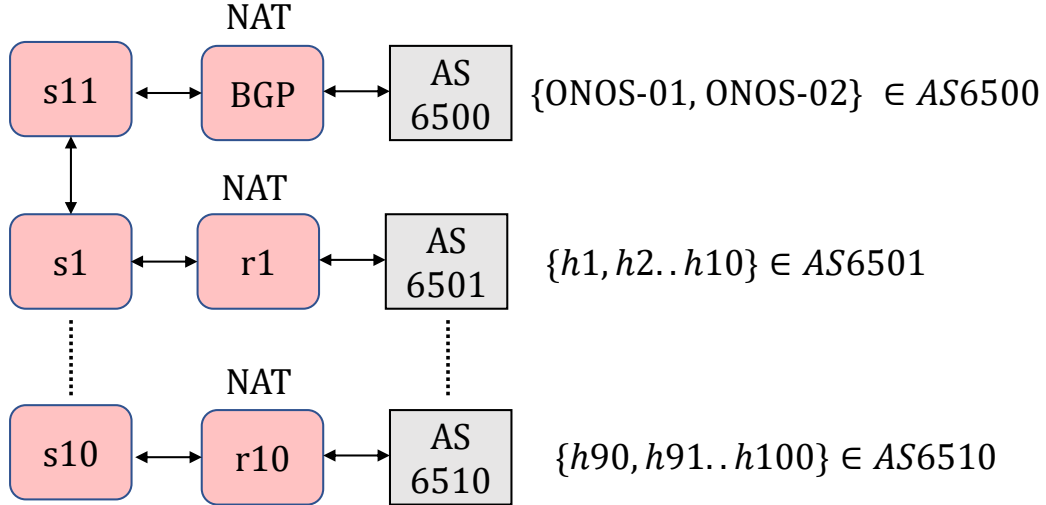 NAT
s11
BGP
AS
6500
{ONOS-01, ONOS-02} ∈ AS6500
NAT
s1
r1
AS
6501
{h1, h2. . h10} ∈ AS6501
NAT
s10
r10
AS
6510
{h90, h91. . h100} ∈ AS6510